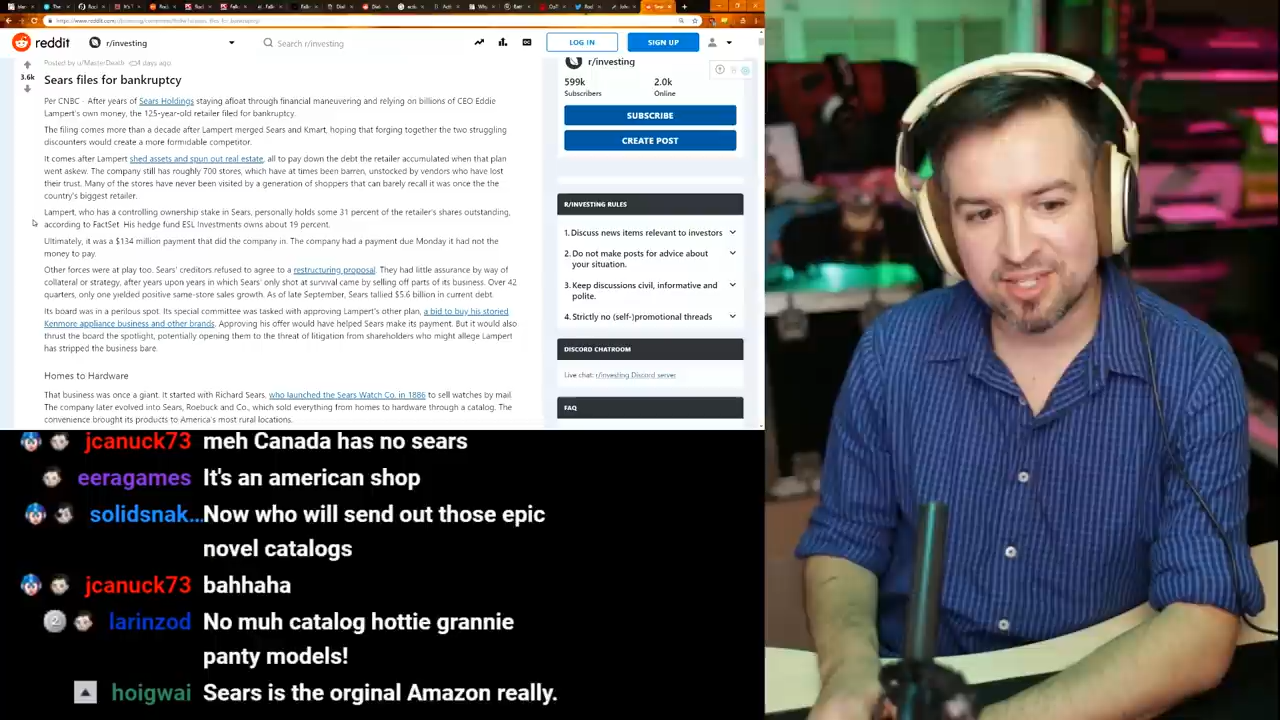 https://www.reddit.com/r/investing/comments/
reddit
r/investing
Search r/investing
LOG IN
SIGN UP
Posted by u/MasterDeath 4 days ago
3.6k
Sears files for bankruptcy
Per CNBC - After years of Sears Holdings staying afloat through financial maneuvering and relying on billions of CEO Eddie
Lampert's own money, the 125-year-old retailer filed for bankruptcy.
The filing comes more than a decade after Lampert merged Sears and Kmart, hoping that forging together the two struggling
discounters would create a more formidable competitor.
It comes after Lampert shed assets and spun out real estate, all to pay down the debt the retailer accumulated when that plan
went askew. The company still has roughly 700 stores, which have at times been barren, unstocked by vendors who have lost
their trust. Many of the stores have never been visited by a generation of shoppers that can barely recall it was once the
country's biggest retailer.
Lampert, who has a controlling ownership stake in Sears, personally holds some 31 percent of the retailer's shares outstanding,
according to FactSet. His hedge fund ESL Investments owns about 19 percent.
Ultimately, it was a $134 million payment that did the company in. The company had a payment due Monday it had not the
money to pay.
Other forces were at play too. Sears' creditors refused to agree to a restructuring proposal. They had little assurance by way of
collateral or strategy, after years upon years in which Sears' only shot at survival came by selling off parts of its business. Over 42
quarters, only one yielded positive same-store sales growth. As of late September, Sears tallied $5.6 billion in current debt.
Its board was in a perilous spot. Its special committee was tasked with approving Lampert's other plan, a bid to buy his storied
Kenmore appliance business and other brands. Approving his offer would have helped Sears make its payment. But it would also
thrust the board the spotlight, potentially opening them to the threat of litigation from shareholders who might allege Lampert
has stripped the business bare.
Homes to Hardware
That business was once a giant. It started with Richard Sears, who launched the Sears Watch Co. in 1886 to sell watches by mail.
The company later evolved into Sears, Roebuck and Co., which sold everything from homes to hardware through a catalog. The
convenience brought its products to America's most rural locations.
r/investing
599k
2.0k
Subscribers
Online
SUBSCRIBE
CREATE POST
R/INVESTING RULES
1. Discuss news items relevant to investors
2. Do not make posts for advice about
your situation.
3. Keep discussions civil, informative and
polite.
4. Strictly no (self-)promotional threads
DISCORD CHATROOM
Live chat: r/investing Discord server
FAQ
jcanuck73 meh Canada has no sears
eeragames It's an american shop
solidsnak... Now who will send out those epic
novel catalogs
jcanuck73 bahhaha
larinzod No muh catalog hottie grannie
panty models!
hoigwai Sears is the orginal Amazon really.